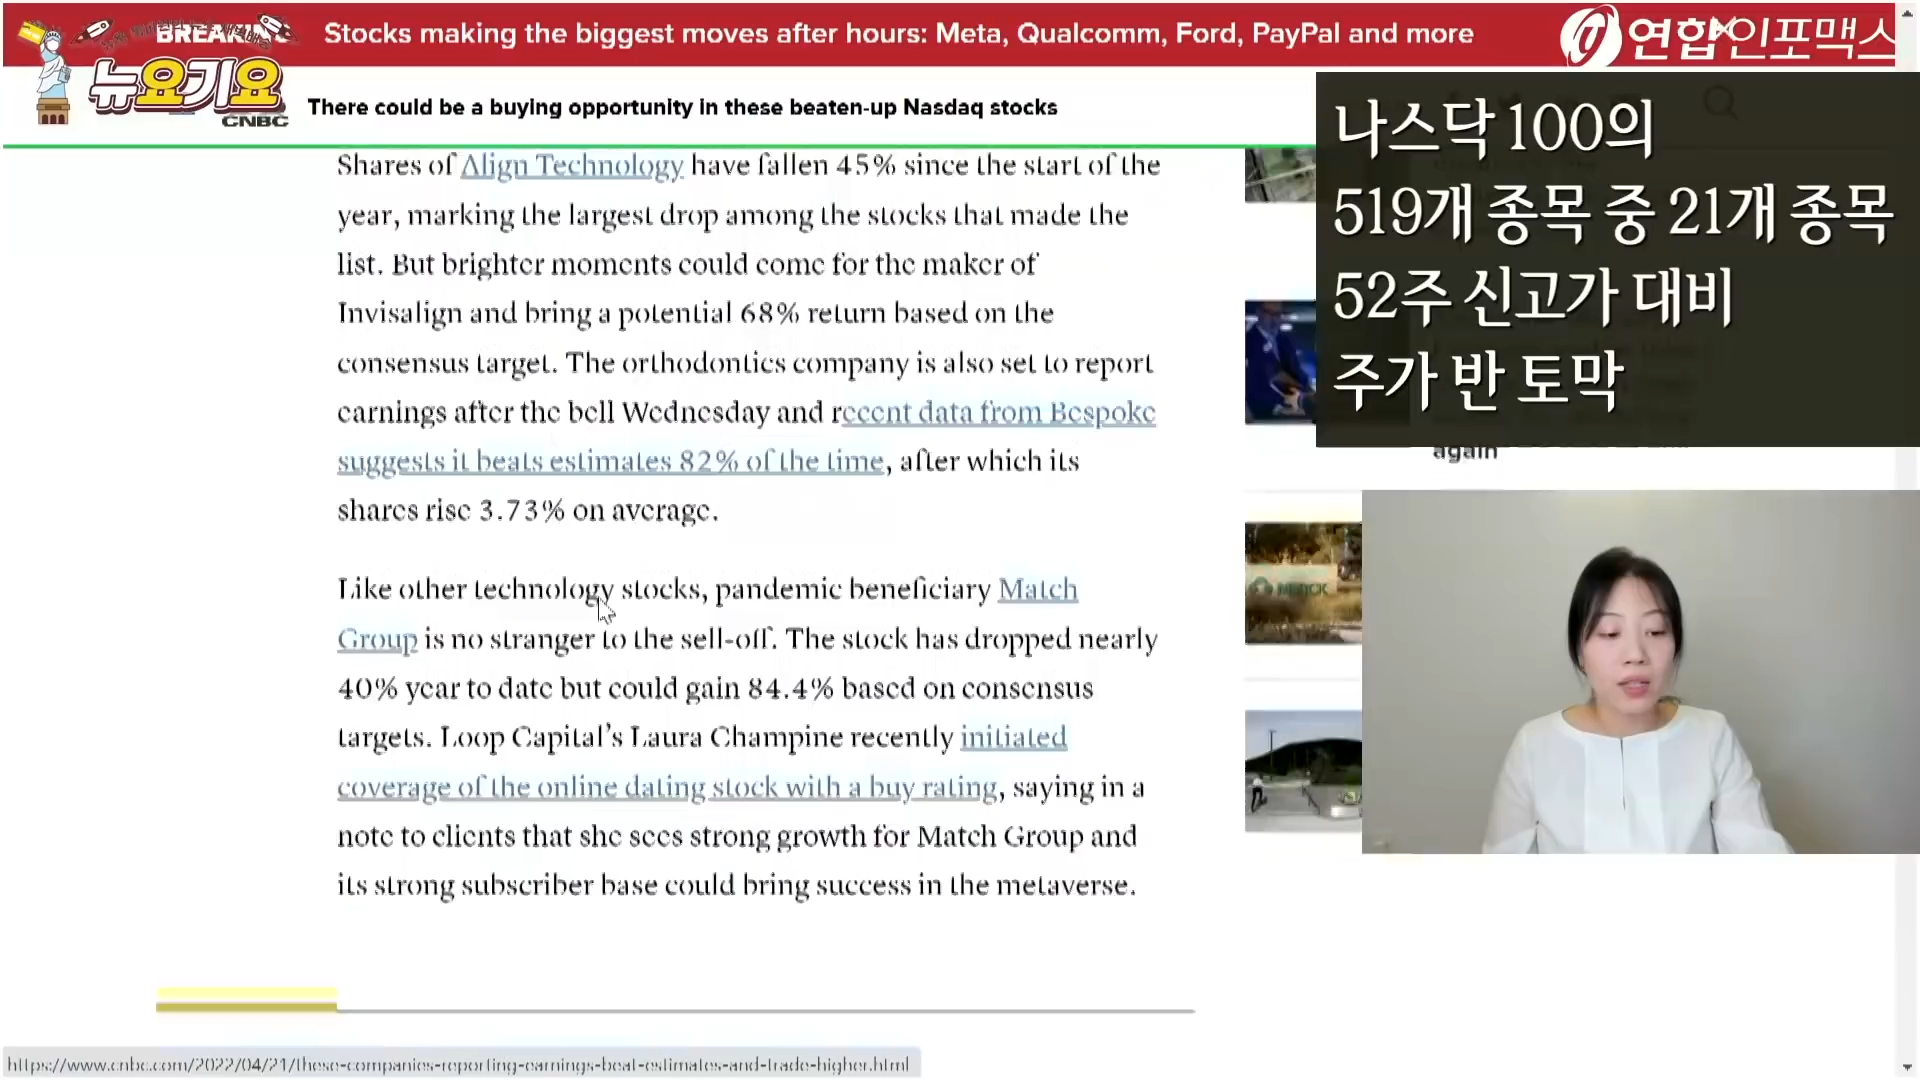 BREAKING
Stocks making the biggest moves after hours: Meta, Qualcomm, Ford, PayPal and more
연합인포맥스
뉴요기요
CNBC
There could be a buying opportunity in these beaten-up Nasdaq stocks
나스닥 100의
519개 종목 중 21개 종목
52주 신고가 대비
주가 반 토막
Shares of Align Technology have fallen 45% since the start of the
year, marking the largest drop among the stocks that made the
list. But brighter moments could come for the maker of
Invisalign and bring a potential 68% return based on the
consensus target. The orthodontics company is also set to report
earnings after the bell Wednesday and recent data from Bespoke
suggests it beats estimates 82% of the time, after which its
shares rise 3.73% on average.
again
MERCK
Like other technology stocks, pandemic beneficiary Match
Group is no stranger to the sell-off. The stock has dropped nearly
40% year to date but could gain 84.4% based on consensus
targets. Loop Capital's Laura Champine recently initiated
coverage of the online dating stock with a buy rating, saying in a
note to clients that she sees strong growth for Match Group and
its strong subscriber base could bring success in the metaverse.
https://www.cnbc.com/2022/04/21/these-companies-reporting-earnings-beat-estimates-and-trade-higher.html